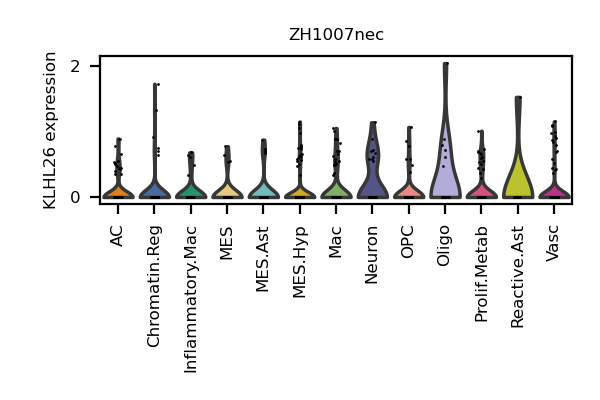 ZH1007nec
KLHL26 expression
2
0
AC
Chromatin.Reg
Inflammatory.Mac
MES
MES.Ast
MES.Hyp
Mac
Neuron
OPC
Oligo
Prolif.Metab
Reactive.Ast
Vasc